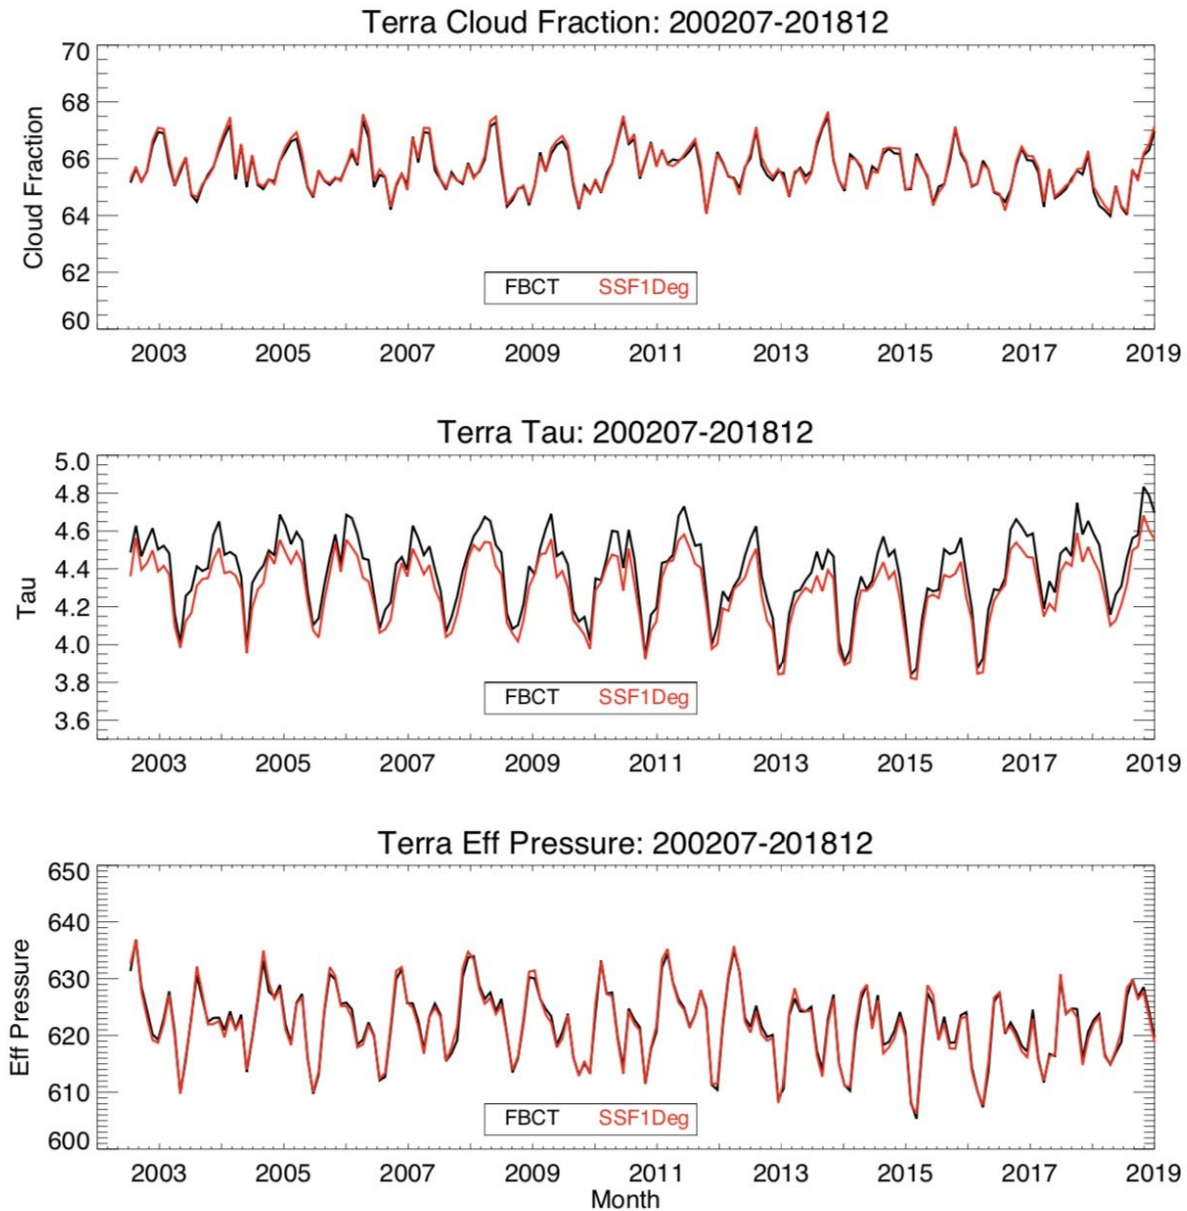 Terra Cloud Fraction: 200207-201812
70
68
66
64
62
60
Cloud Fraction
FBCT SSF1Deg
2003 2005 2007 2009 2011 2013 2015 2017 2019
Terra Tau: 200207-201812
5.0
4.8
4.6
4.4
4.2
4.0
3.8
3.6
Tau
FBCT SSF1Deg
2003 2005 2007 2009 2011 2013 2015 2017 2019
Terra Eff Pressure: 200207-201812
650
640
630
620
610
600
Eff Pressure
FBCT SSF1Deg
2003 2005 2007 2009 2011 2013 2015 2017 2019
Month